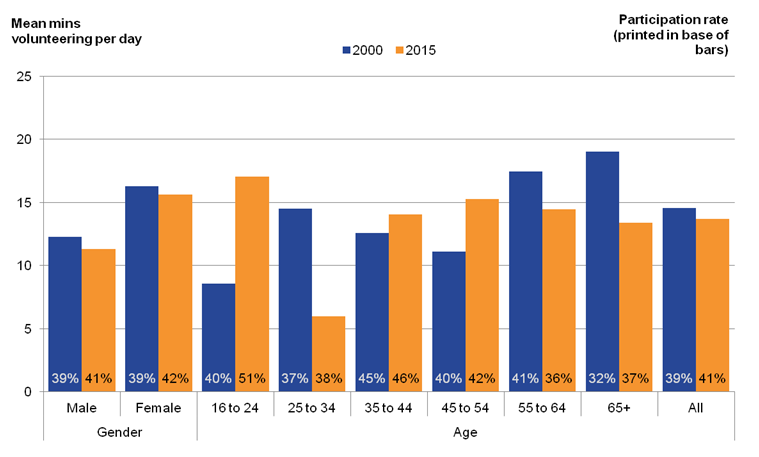 Mean mins
volunteering per day
Participation rate
(printed in base of
bars)
2000 2015
25
20
15
10
5
0
39% 41% 39% 42% 40% 51% 37% 38% 45% 46% 40% 42% 41% 36% 32% 37% 39% 41%
Male Female 16 to 24 25 to 34 35 to 44 45 to 54 55 to 64 65+ All
Gender Age